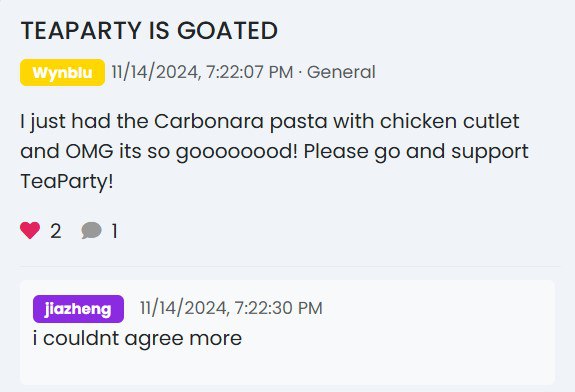 TEAPARTY IS GOATED
Wynblu 11/14/2024, 7:22:07 PM · General
I just had the Carbonara pasta with chicken cutlet
and OMG its so goooooood! Please go and support
TeaParty!
2 1
jiazheng 11/14/2024, 7:22:30 PM
i couldnt agree more